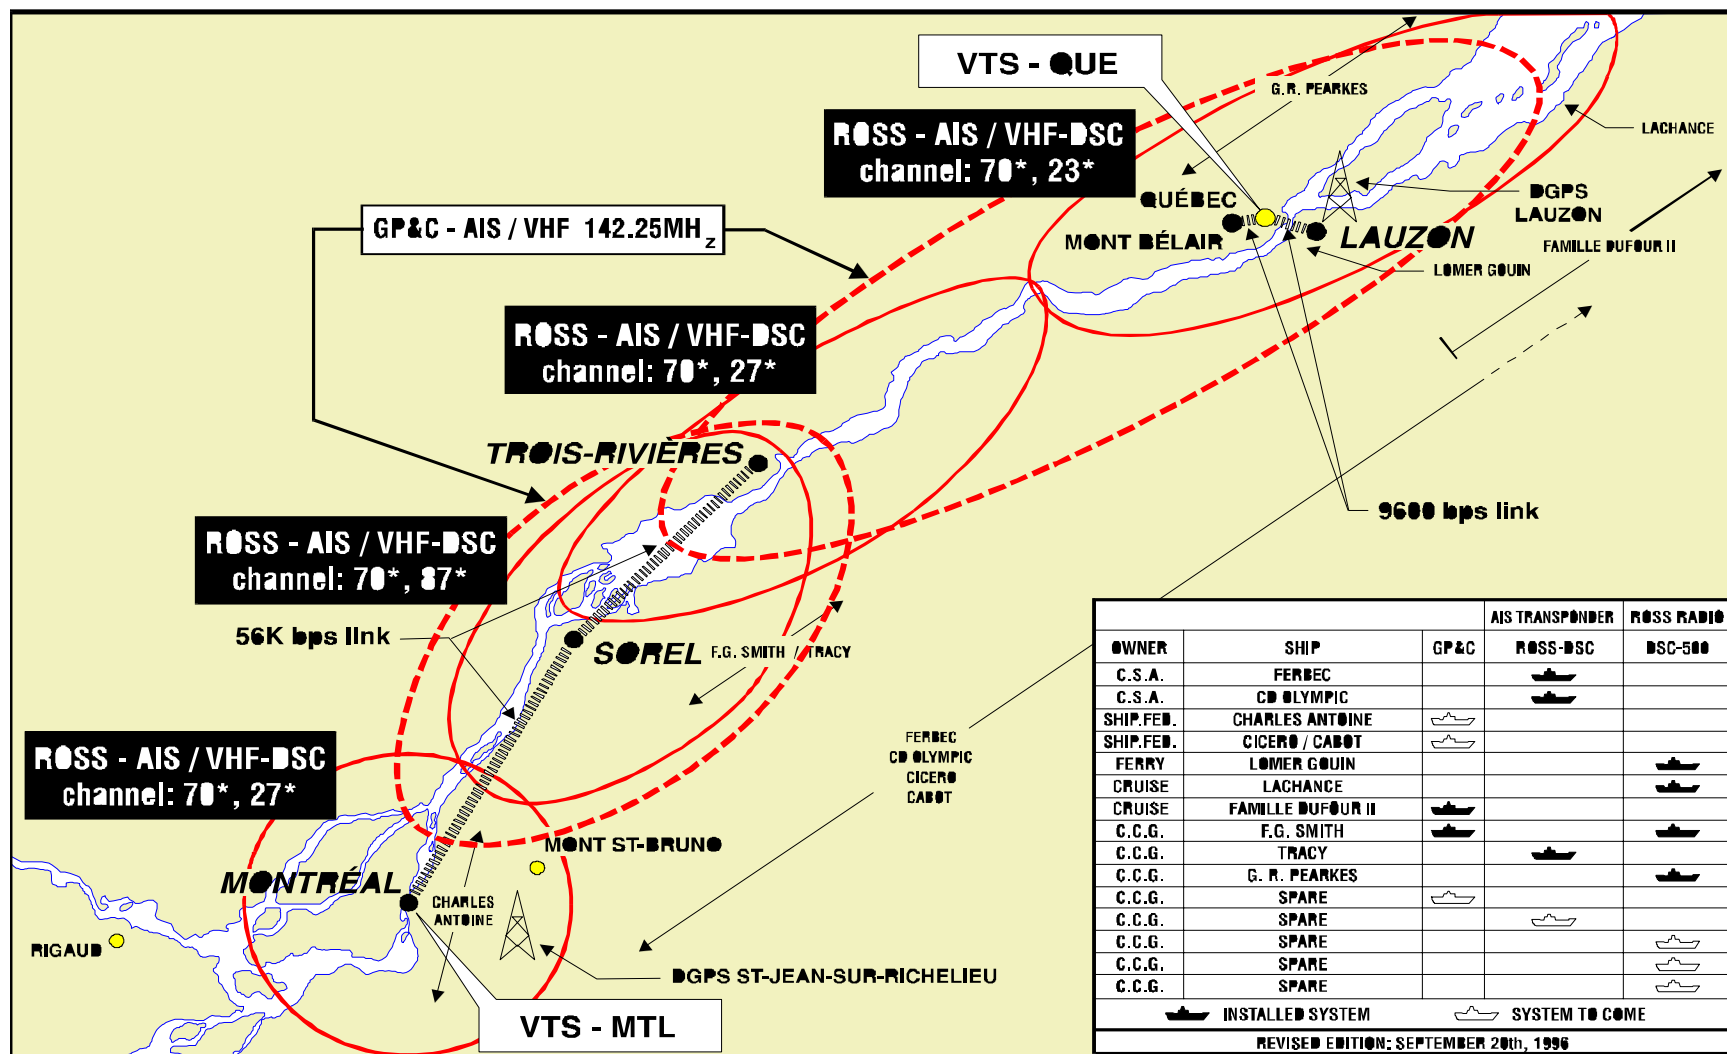 VTS - QUE
G.R. PEARKES
ROSS - AIS / VHF-DSC
channel: 70*, 23*
LACHANCE
QUÉBEC
DGPS
LAUZON
MONT BÉLAIR
LAUZON
FAMILLE DUFOUR II
LOMER GOUIN
GP&C - AIS / VHF 142.25MHz
ROSS - AIS / VHF-DSC
channel: 70*, 27*
TROIS-RIVIÈRES
9600 bps link
ROSS - AIS / VHF-DSC
channel: 70*, 87*
56K bps link
SOREL
F.G. SMITH / TRACY
FERBEC
CD OLYMPIC
CICERO
CABOT
ROSS - AIS / VHF-DSC
channel: 70*, 27*
MONT ST-BRUNO
MONTRÉAL
CHARLES
ANTOINE
RIGAUD
DGPS ST-JEAN-SUR-RICHELIEU
VTS - MTL
AIS TRANSPONDER ROSS RADIO
OWNER SHIP GP&C ROSS-DSC DSC-500
C.S.A. FERBEC
C.S.A. CD OLYMPIC
SHIP.FED. CHARLES ANTOINE
SHIP.FED. CICERO / CABOT
FERRY LOMER GOUIN
CRUISE LACHANCE
CRUISE FAMILLE DUFOUR II
C.C.G. F.G. SMITH
C.C.G. TRACY
C.C.G. G. R. PEARKES
C.C.G. SPARE
C.C.G. SPARE
C.C.G. SPARE
C.C.G. SPARE
C.C.G. SPARE
INSTALLED SYSTEM SYSTEM TO COME
REVISED EDITION: SEPTEMBER 20th, 1996